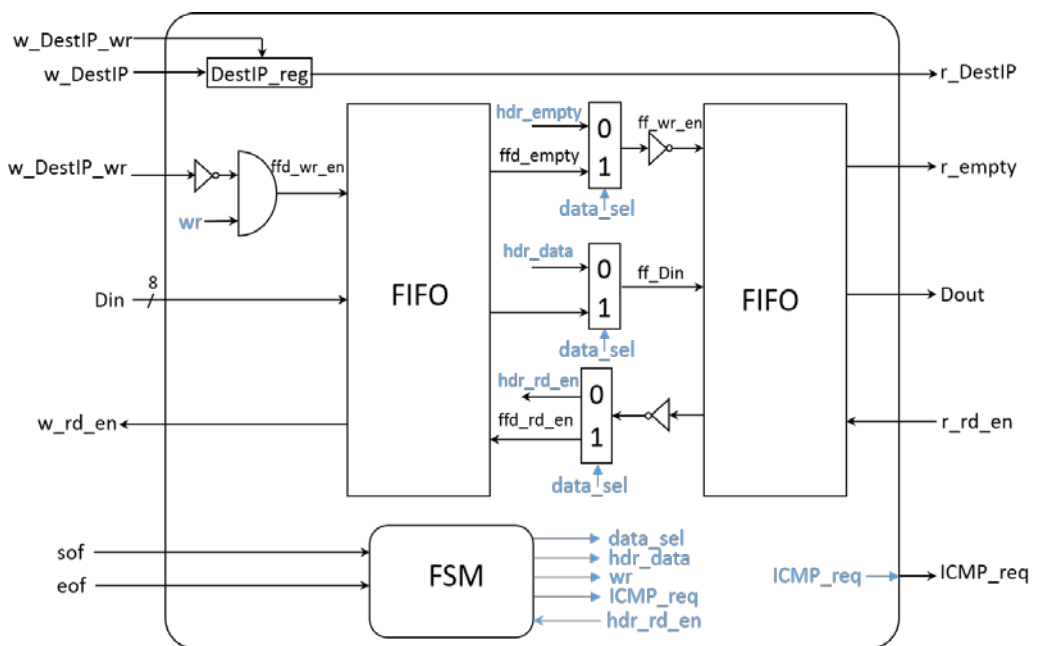 w_DestIP_wr
w_DestIP
DestIP_reg
r_DestIP
hdr_empty
0
1
ff_wr_en
ffd_empty
data_sel
w_DestIP_wr
ffd_wr_en
wr
r_empty
hdr_data
0
1
ff_Din
data_sel
Din
8
FIFO
FIFO
Dout
hdr_rd_en
0
1
ffd_rd_en
data_sel
w_rd_en
r_rd_en
sof
eof
FSM
data_sel
hdr_data
wr
ICMP_req
hdr_rd_en
ICMP_req
ICMP_req